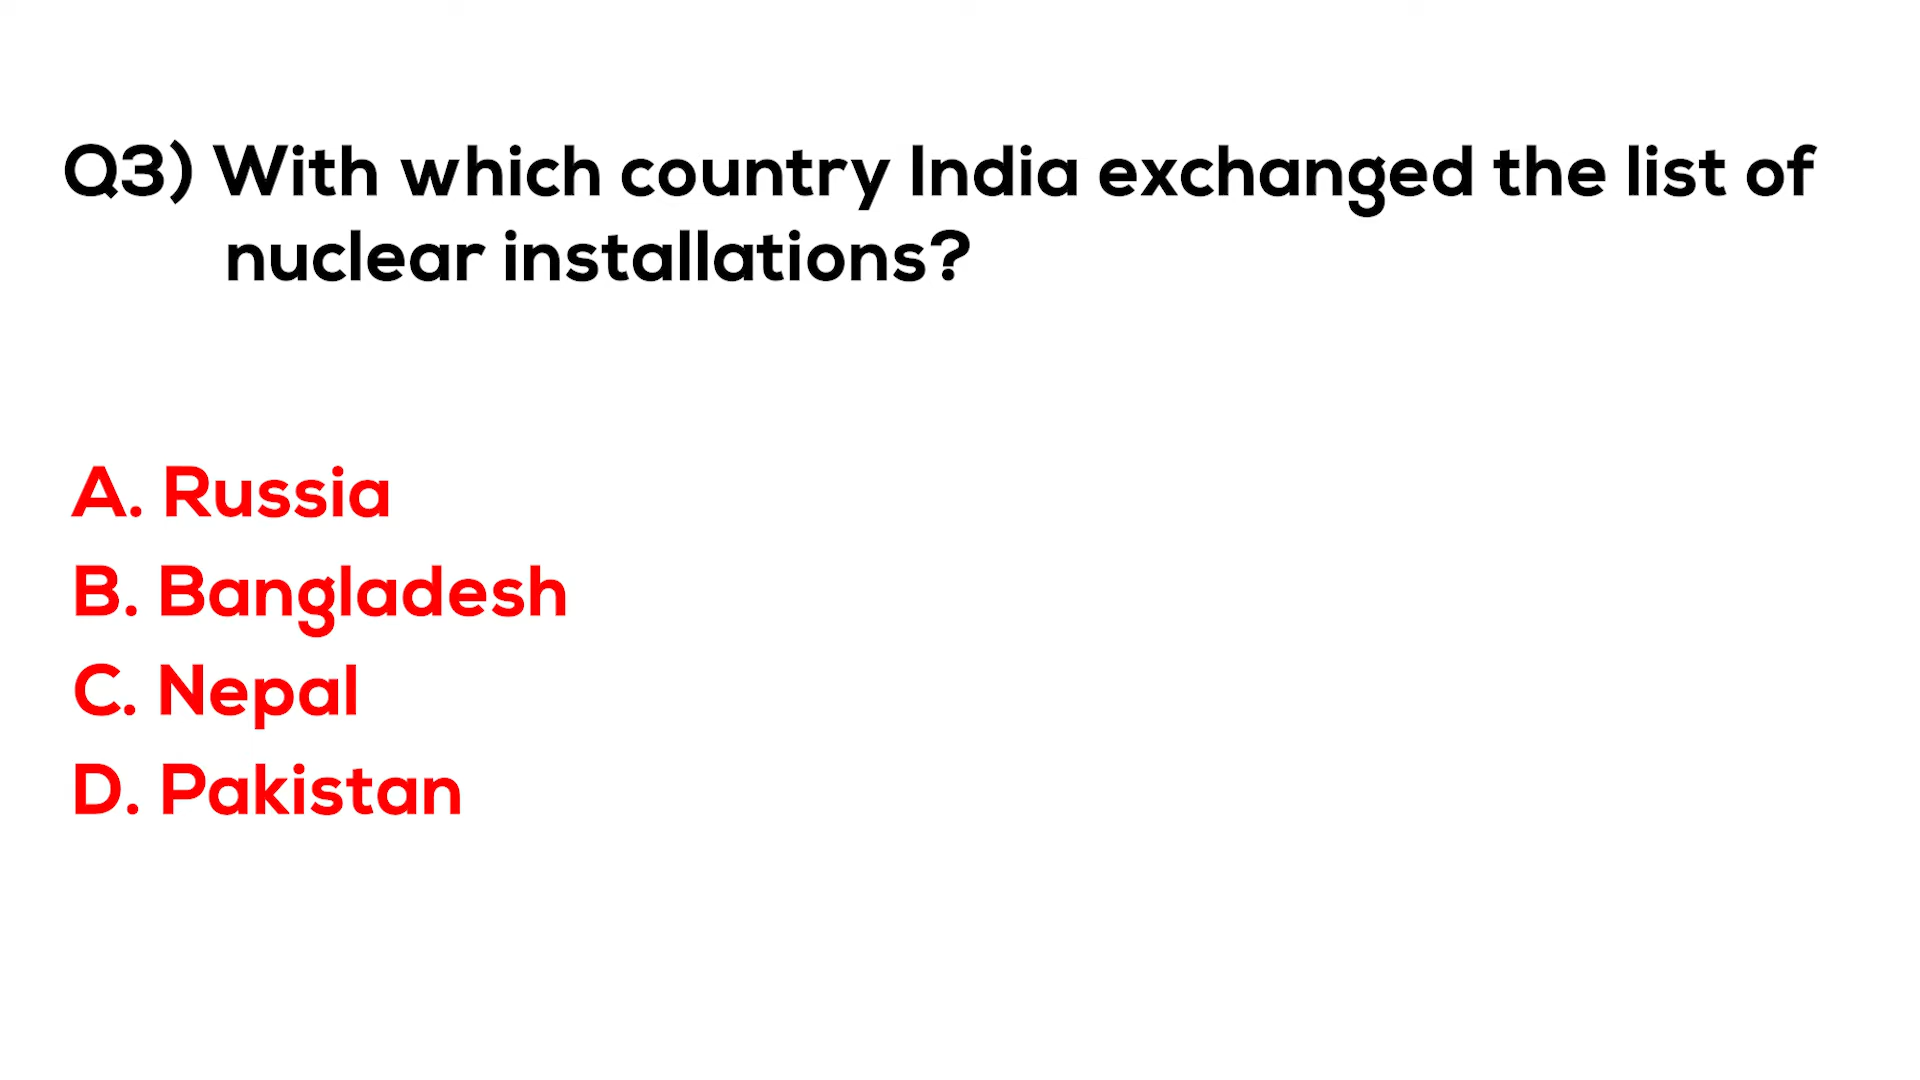 Q3) With which country India exchanged the list of
nuclear installations?
A. Russia
B. Bangladesh
C. Nepal
D. Pakistan